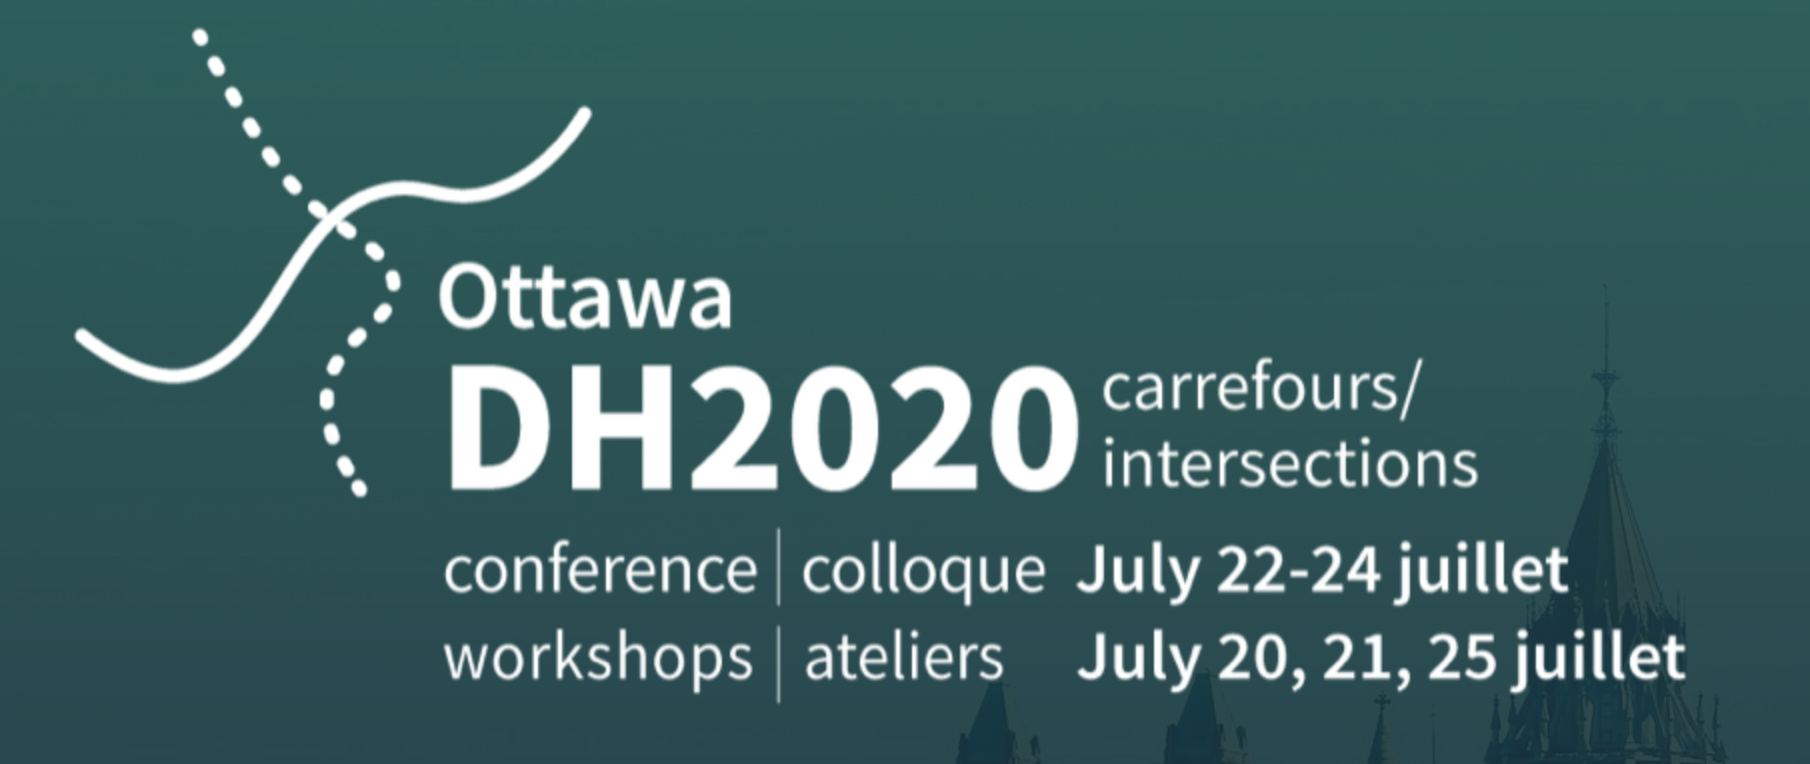 Ottawa
DH2020 carrefours/
intersections
conference | colloque July 22-24 juillet
workshops | ateliers July 20, 21, 25 juillet